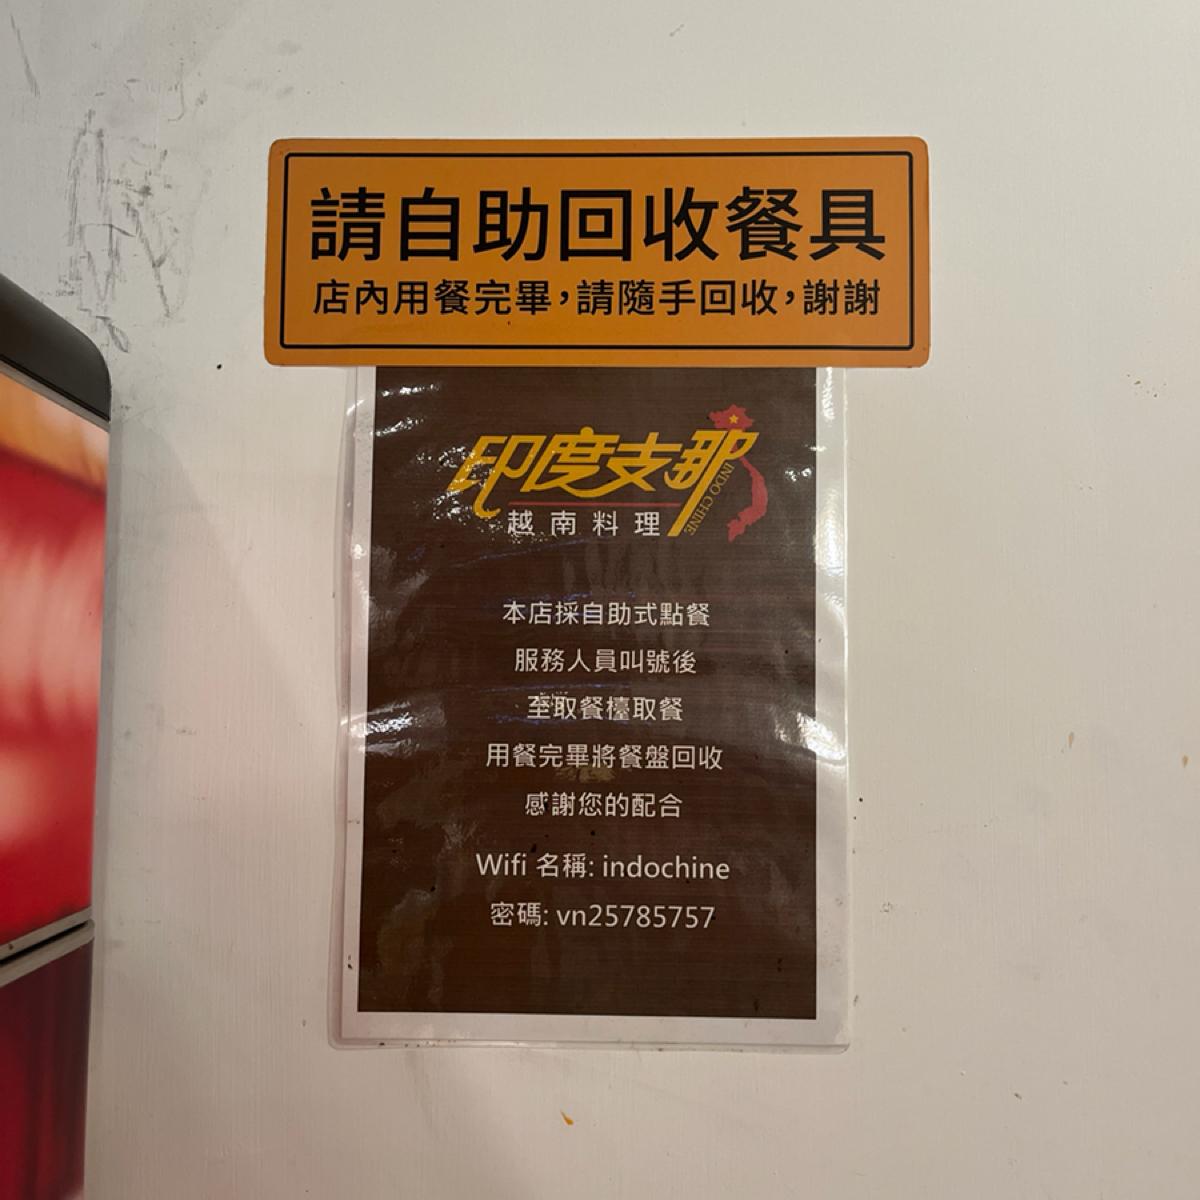 請自助回收餐具
店內用餐完畢，請隨手回收，謝謝
印度支那
INDO CHINE
越南料理
本店採自助式點餐
服務人員叫號後
至取餐檯取餐
用餐完畢將餐盤回收
感謝您的配合
Wifi 名稱: indochine
密碼: vn25785757